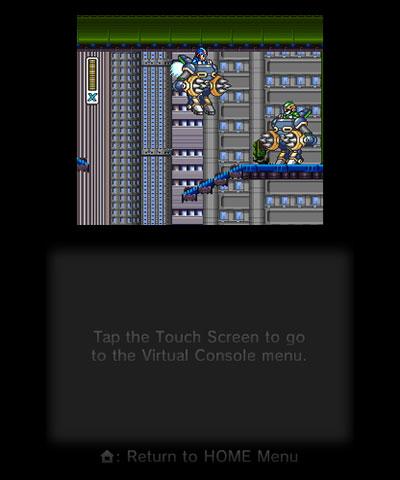 X
Tap the Touch Screen to go
to the Virtual Console menu.
: Return to HOME Menu